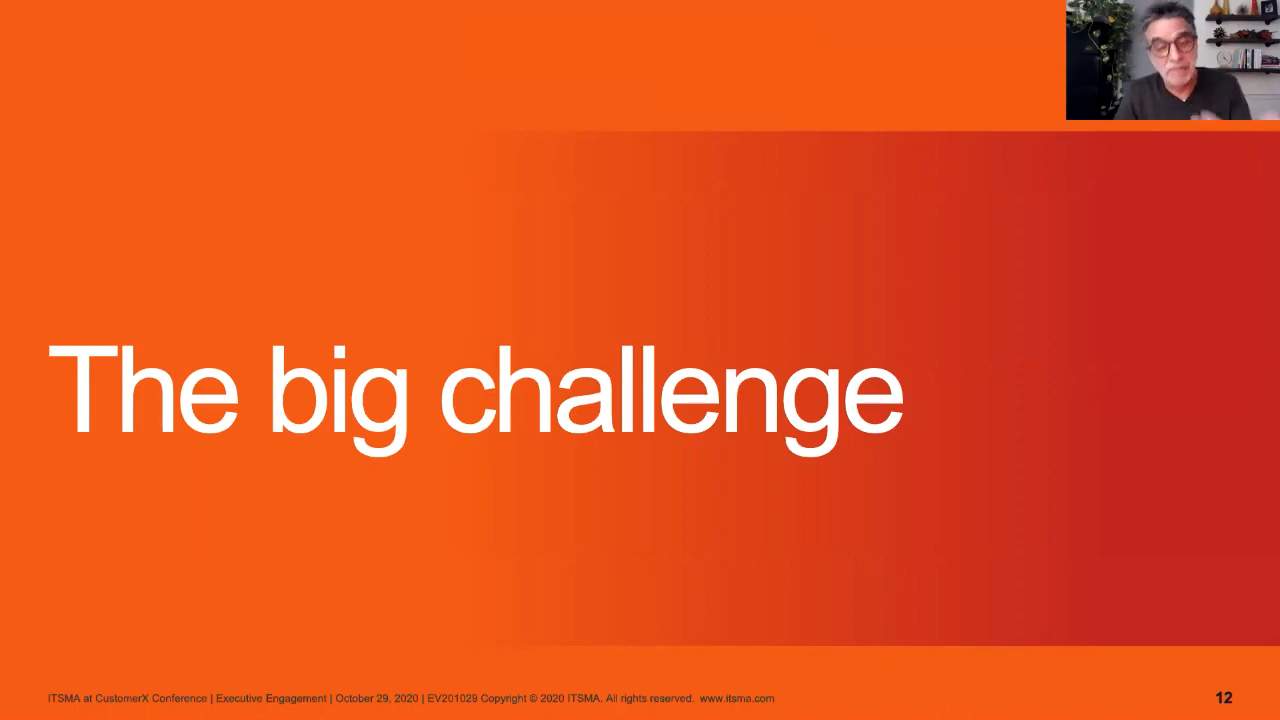 The big challenge
ITSMA at CustomerX Conference | Executive Engagement | October 29, 2020 | EV201029 Copyright © 2020 ITSMA. All rights reserved. www.itsma.com
12